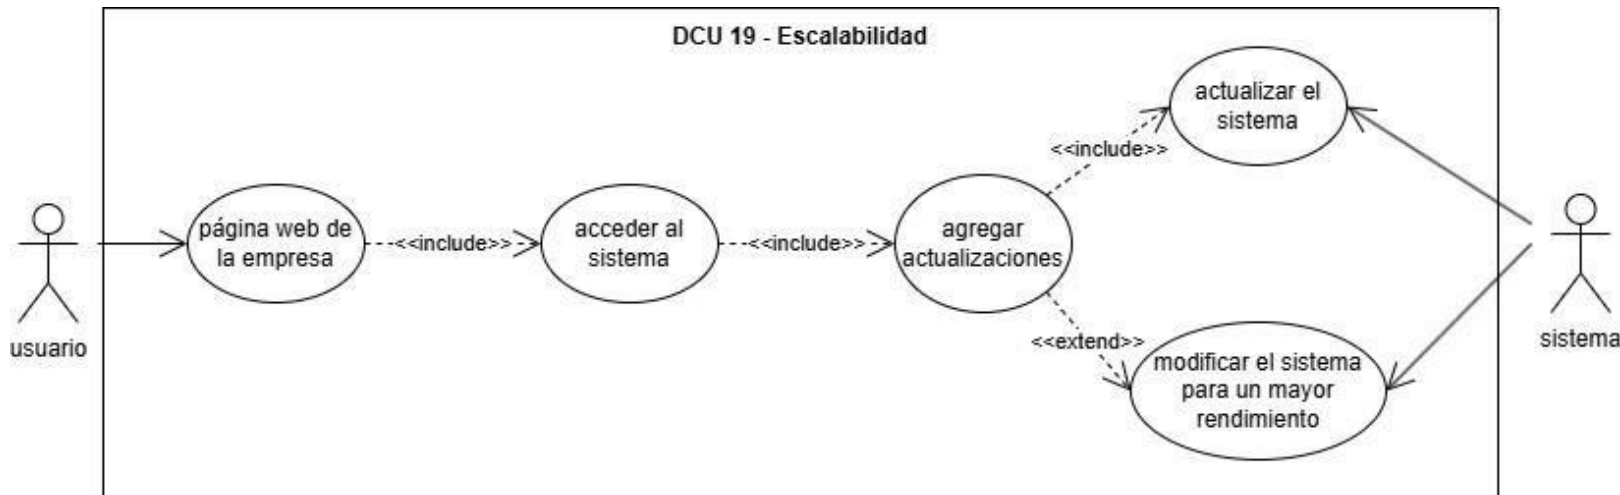 DCU 19 - Escalabilidad
actualizar el
sistema
<<include>>
página web de
la empresa
<<include>>
acceder al
sistema
<<include>>
agregar
actualizaciones
<<extend>>
modificar el sistema
para un mayor
rendimiento
usuario
sistema